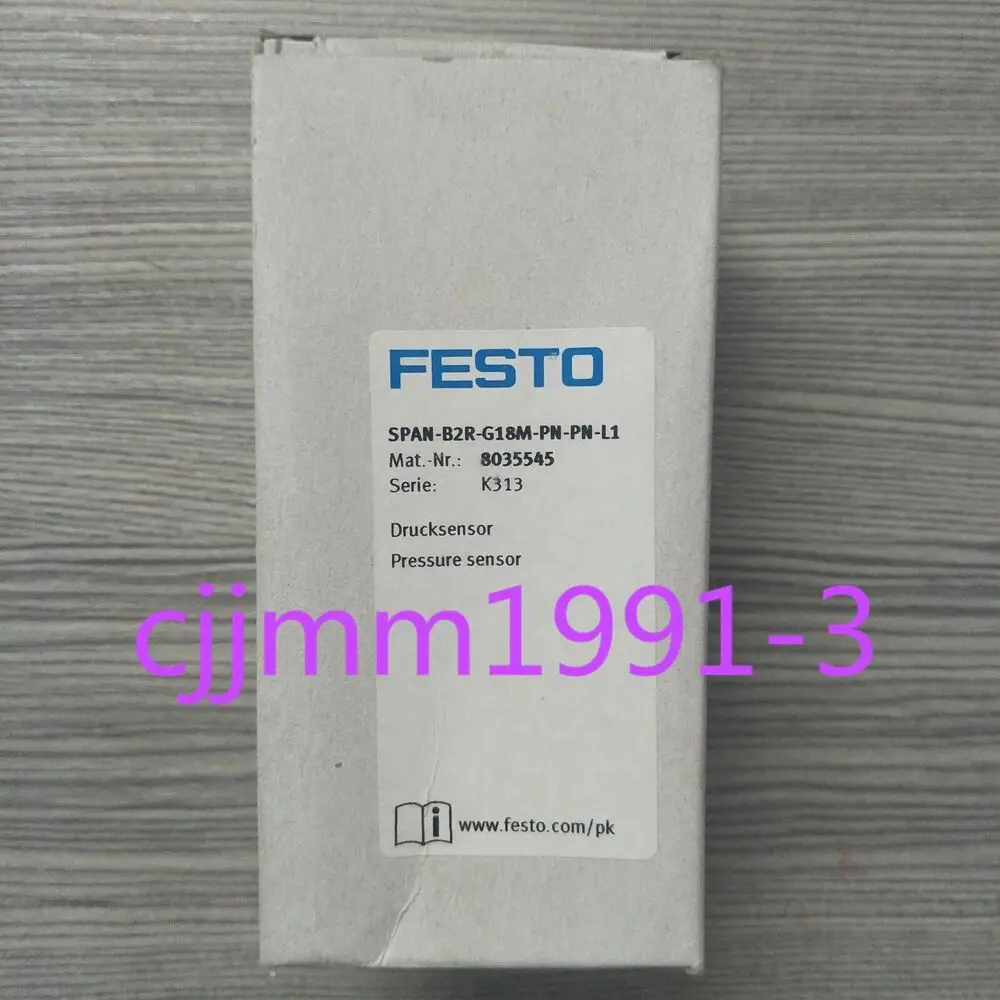 FESTO
SPAN-B2R-G18M-PN-PN-L1
Mat.-Nr.: 8035545
Serie: K313
Drucksensor
Pressure sensor
cjjmm1991-3
i www.festo.com/pk